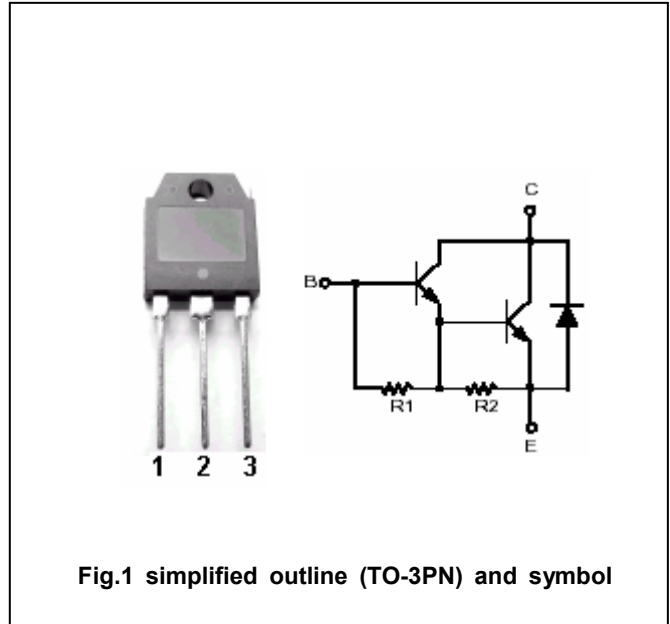 C
B
R1 R2
E
1 2 3
Fig.1 simplified outline (TO-3PN) and symbol